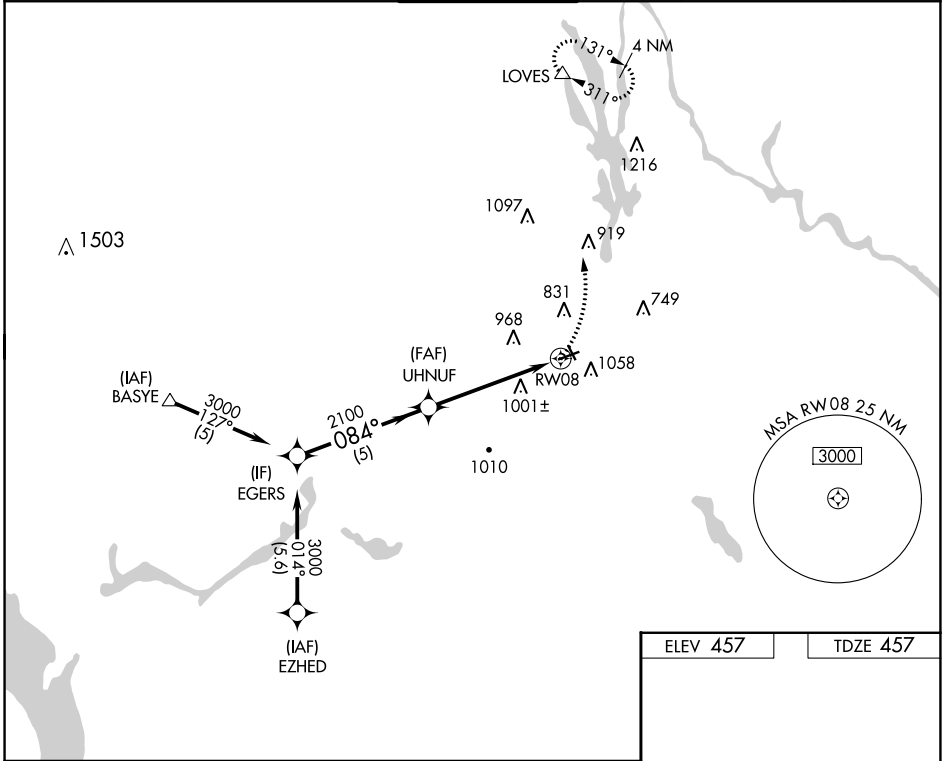 131°
4 NM
LOVES
311°
1216
1097
919
1503
831
749
968
(FAF)
UHNUF
1058
RW08
1001±
(IAF)
BASYE
3000
127°
(5)
2100
084°
(5)
1010
(IF)
EGERS
MSA RW08 25 NM
3000
3000
014°
(5.6)
(IAF)
EZHED
ELEV 457
TDZE 457